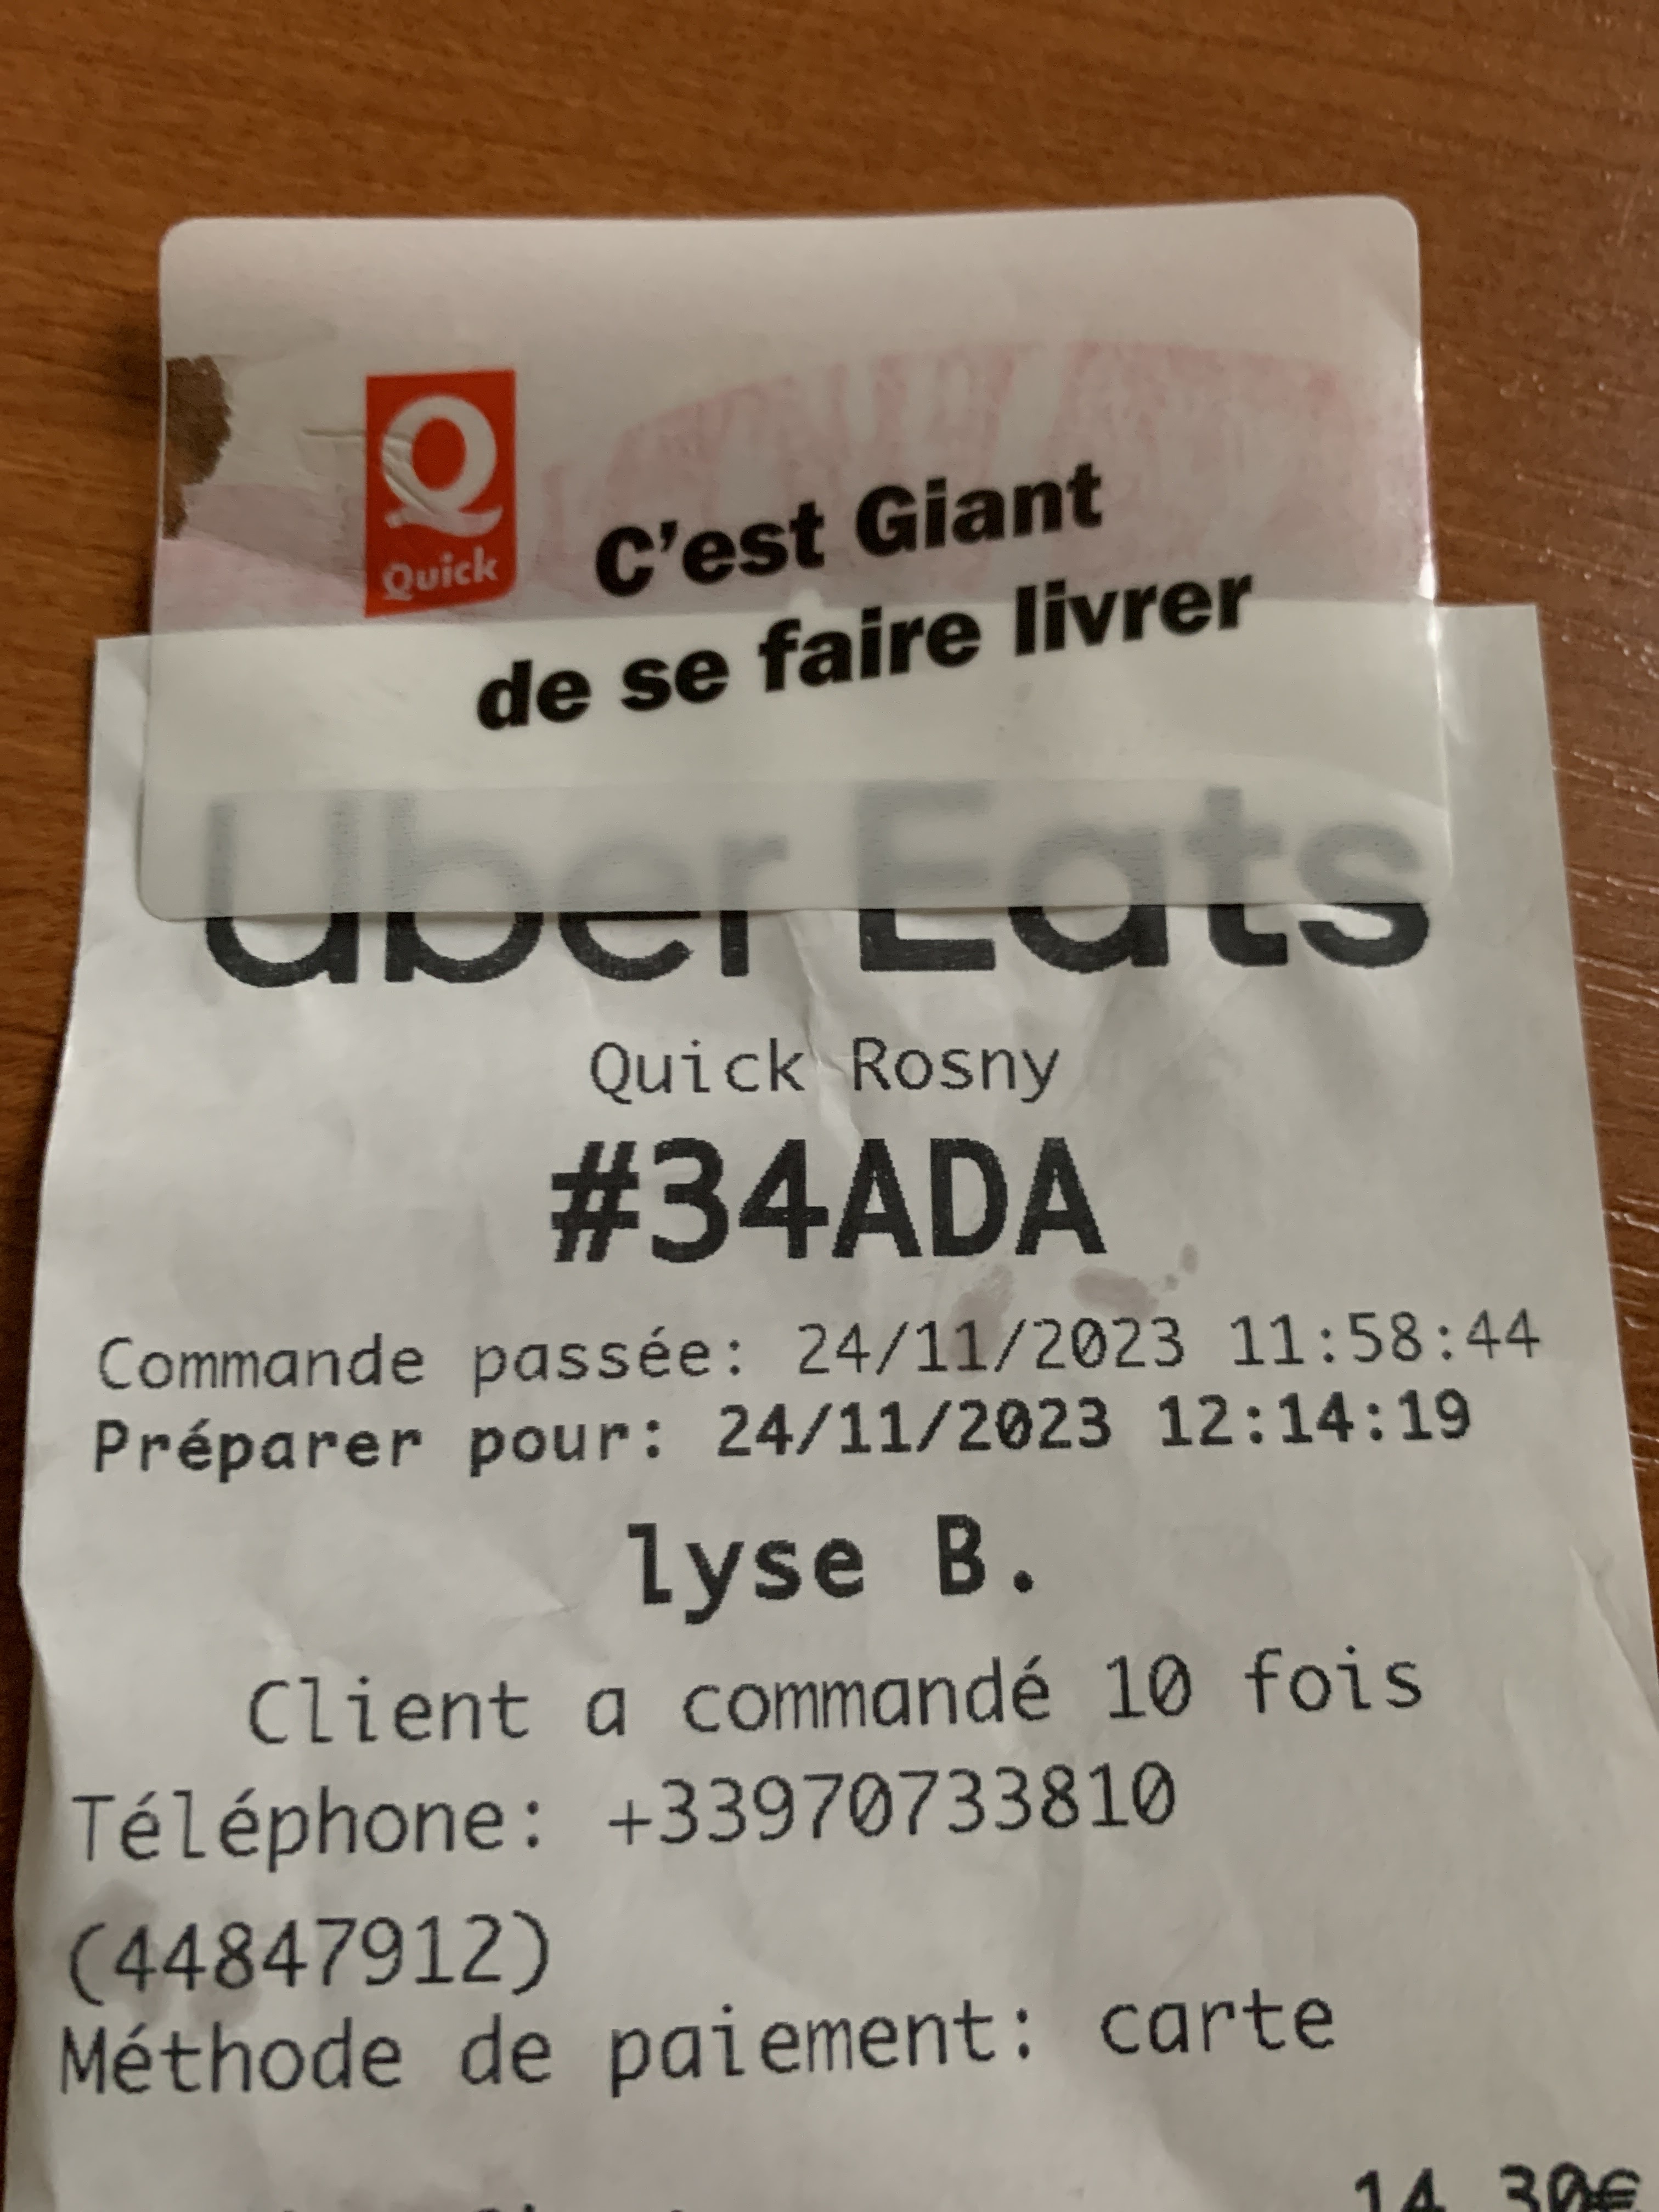 Q
Quick
C'est Giant
de se faire livrer
Uber Eats
Quick Rosny
#34ADA
Commande passée: 24/11/2023 11:58:44
Préparer pour: 24/11/2023 12:14:19
lyse B.
Client a commandé 10 fois
Téléphone: +33970733810
(44847912)
Méthode de paiement: carte
14,30€